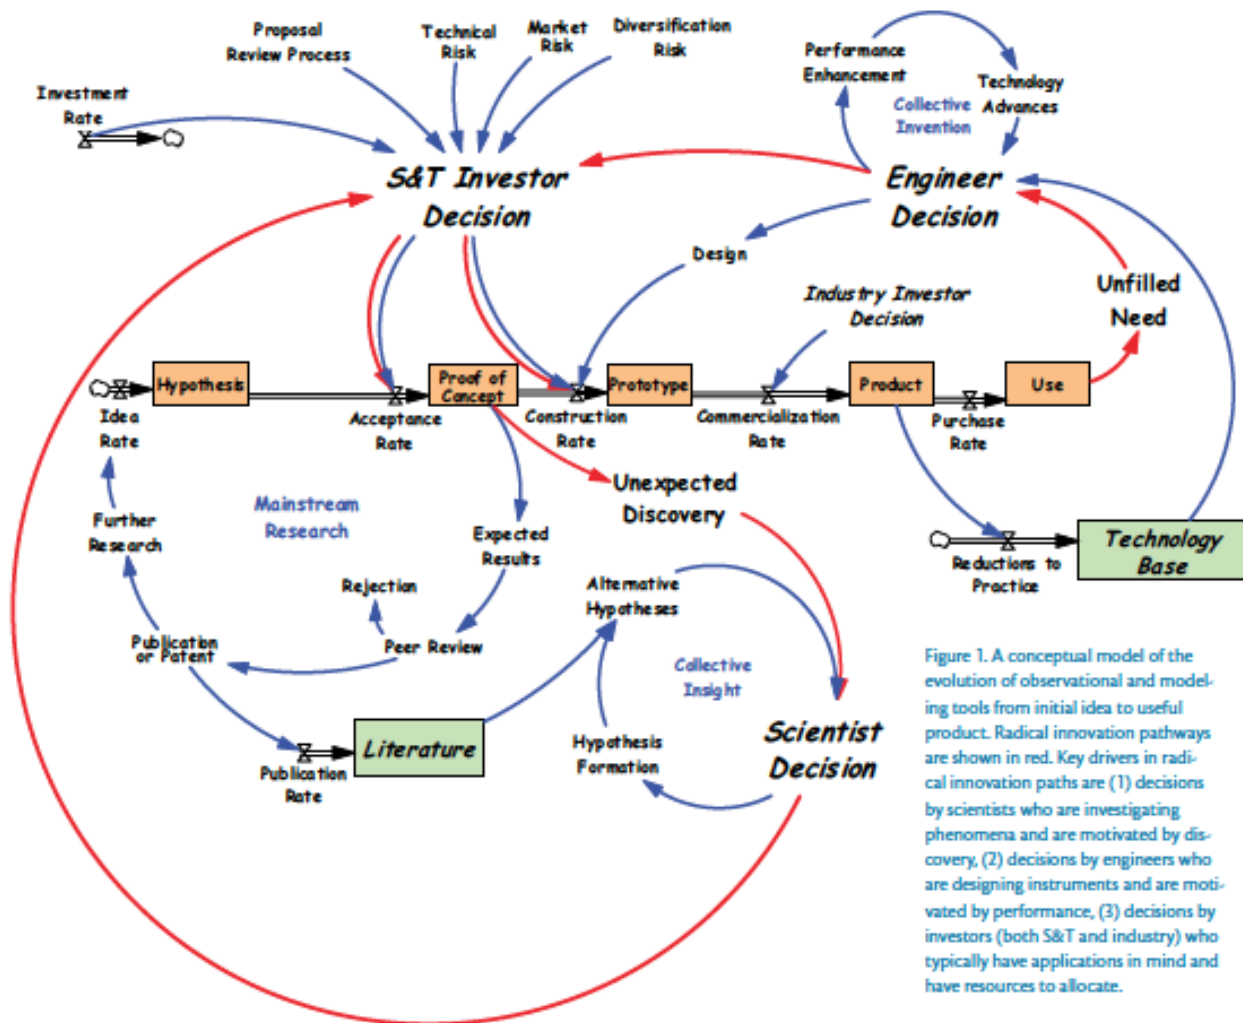 Proposal
Review Process
Technical
Risk
Market
Risk
Diversification
Risk
Performance
Enhancement
Technology
Advances
Collective
Invention
Investment
Rate
S&T Investor
Decision
Engineer
Decision
Design
Industry Investor
Decision
Unfilled
Need
Hypothesis
Proof of
Concept
Prototype
Product
Use
Idea
Rate
Acceptance
Rate
Construction
Rate
Commercialization
Rate
Purchase
Rate
Mainstream
Research
Unexpected
Discovery
Further
Research
Expected
Results
Technology
Base
Reductions to
Practice
Rejection
Alternative
Hypotheses
Publication
or Patent
Peer Review
Collective
Insight
Literature
Publication
Rate
Hypothesis
Formation
Scientist
Decision
Figure 1. A conceptual model of the
evolution of observational and model-
ing tools from initial idea to useful
product. Radical innovation pathways
are shown in red. Key drivers in radi-
cal innovation paths are (1) decisions
by scientists who are investigating
phenomena and are motivated by dis-
covery, (2) decisions by engineers who
are designing instruments and are moti-
vated by performance, (3) decisions by
investors (both S&T and industry) who
typically have applications in mind and
have resources to allocate.